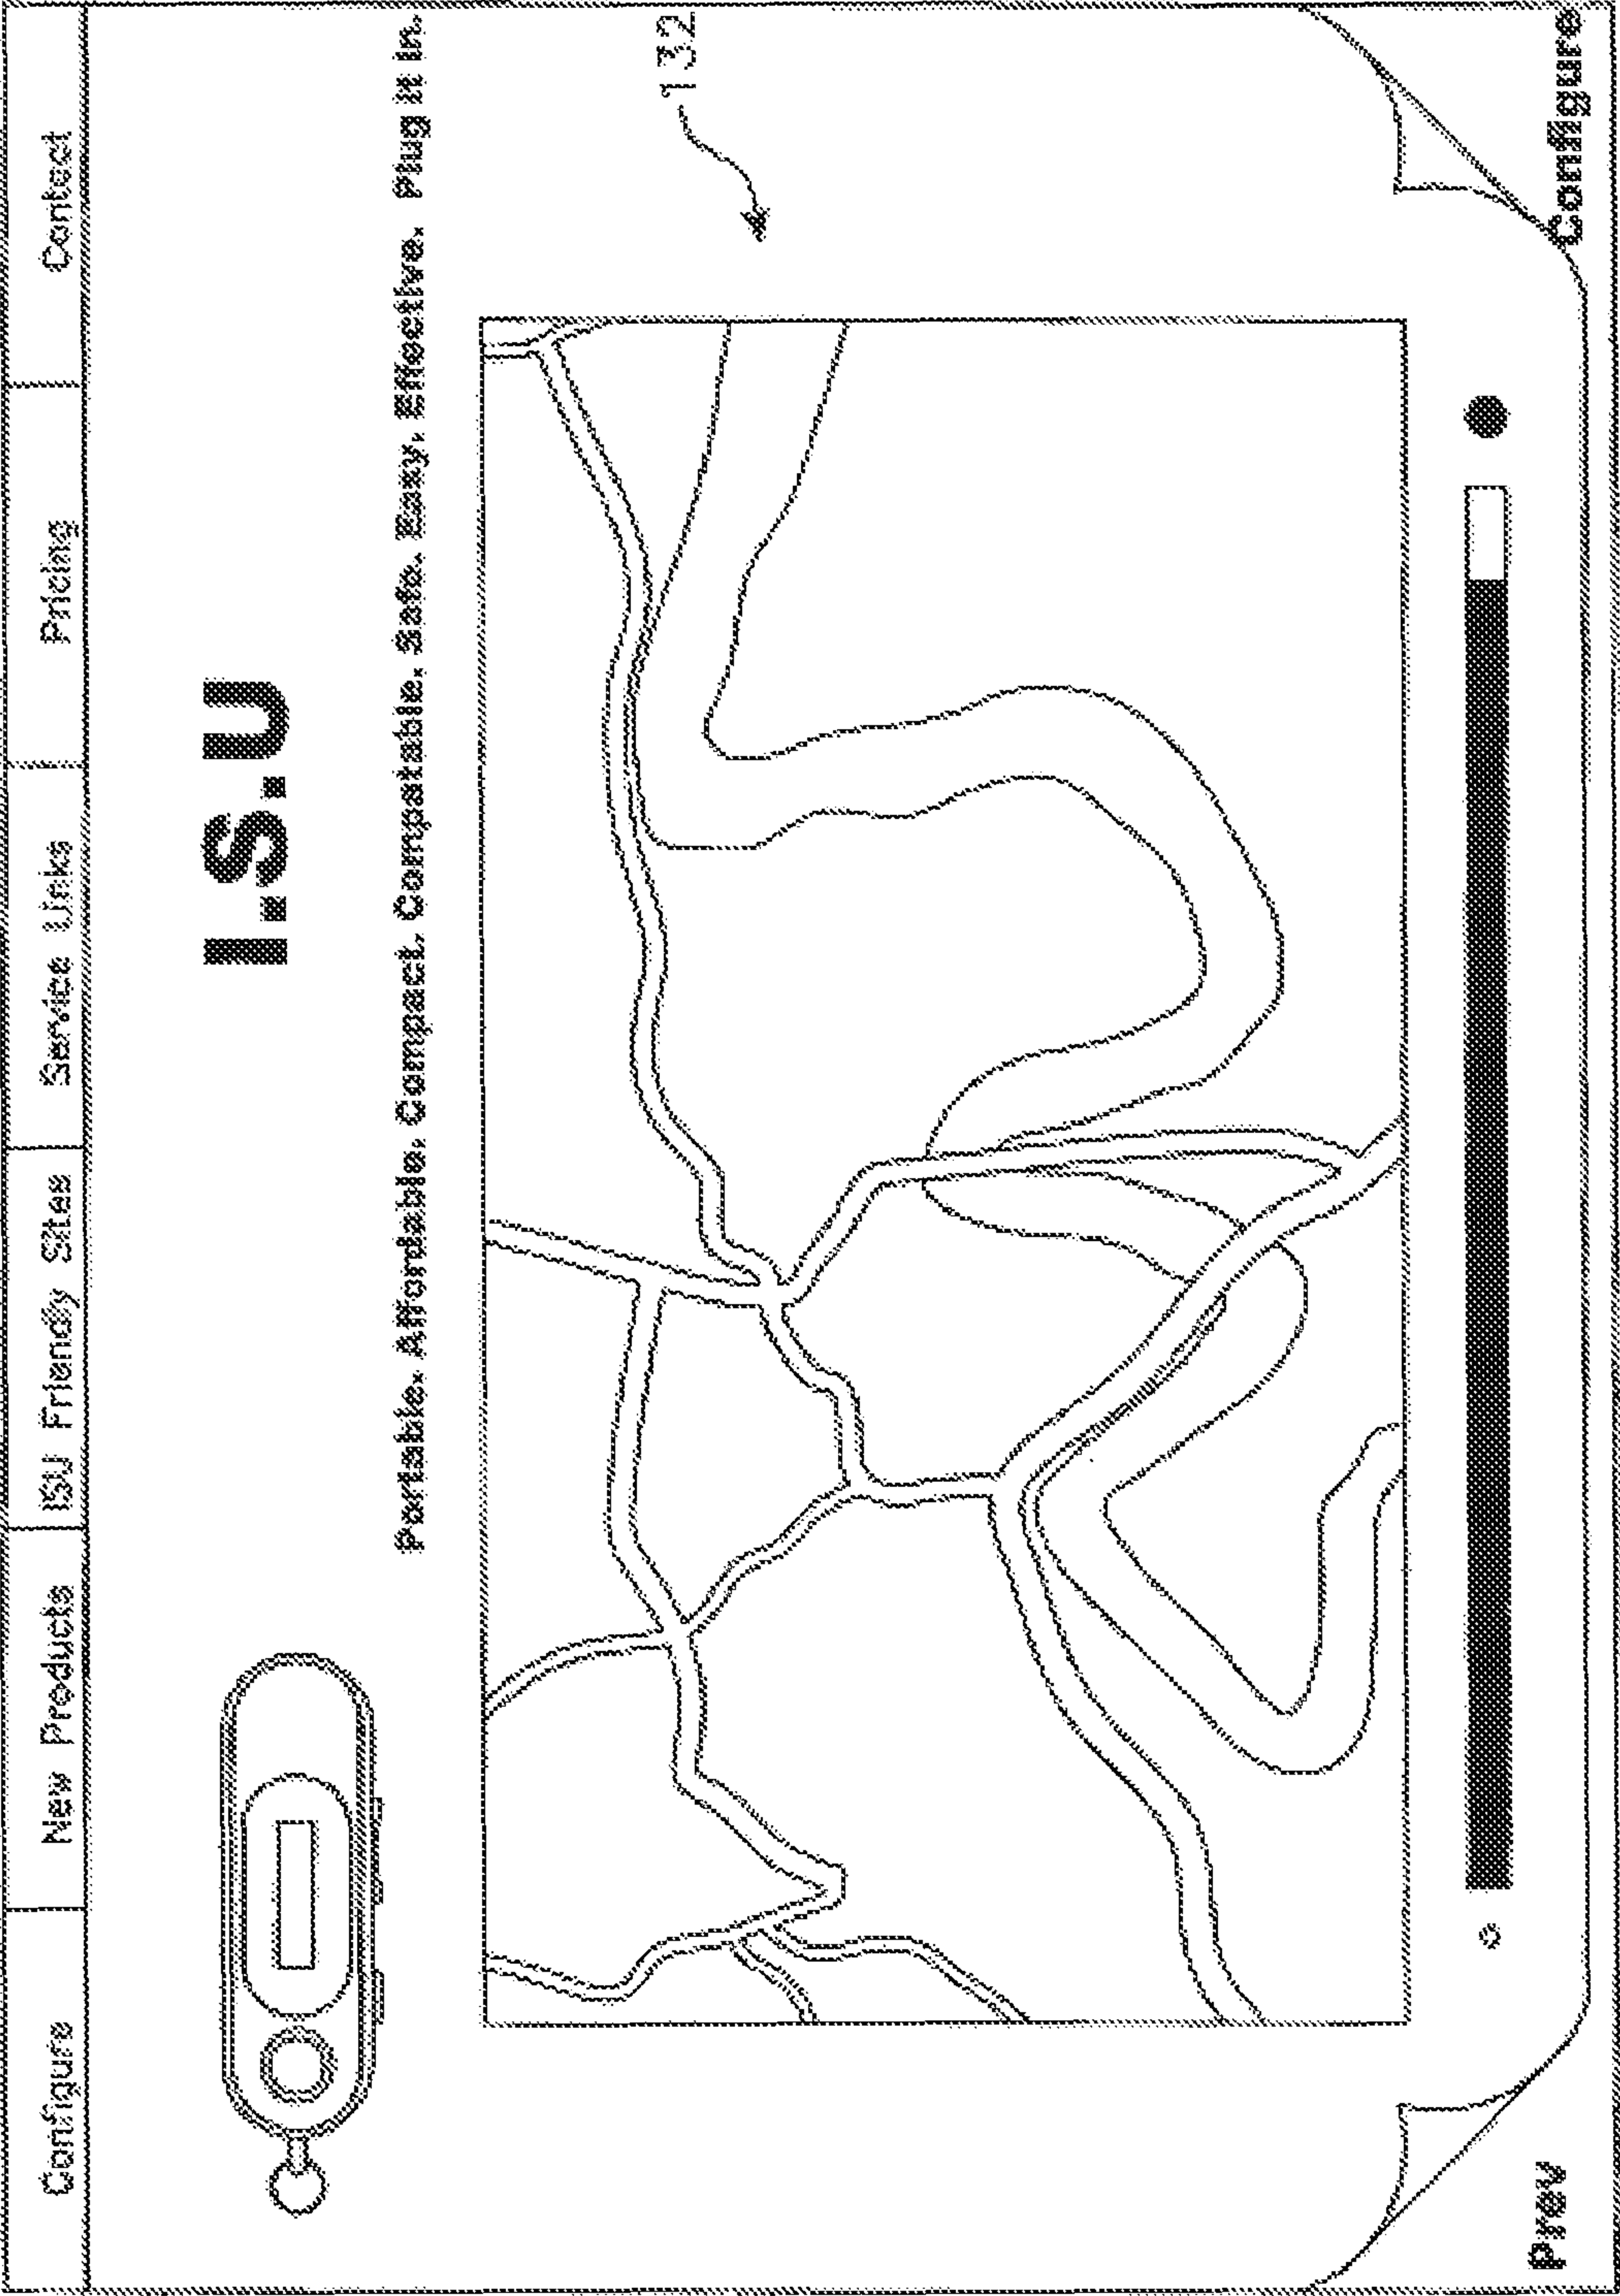 Configure
New Products
ISU Friendly Sites
Service Links
Pricing
Contact
I.S.U
Portable. Affordable. Compact. Compatable. Safe. Easy. Effective. Plug it in.
132
Prev
Configure